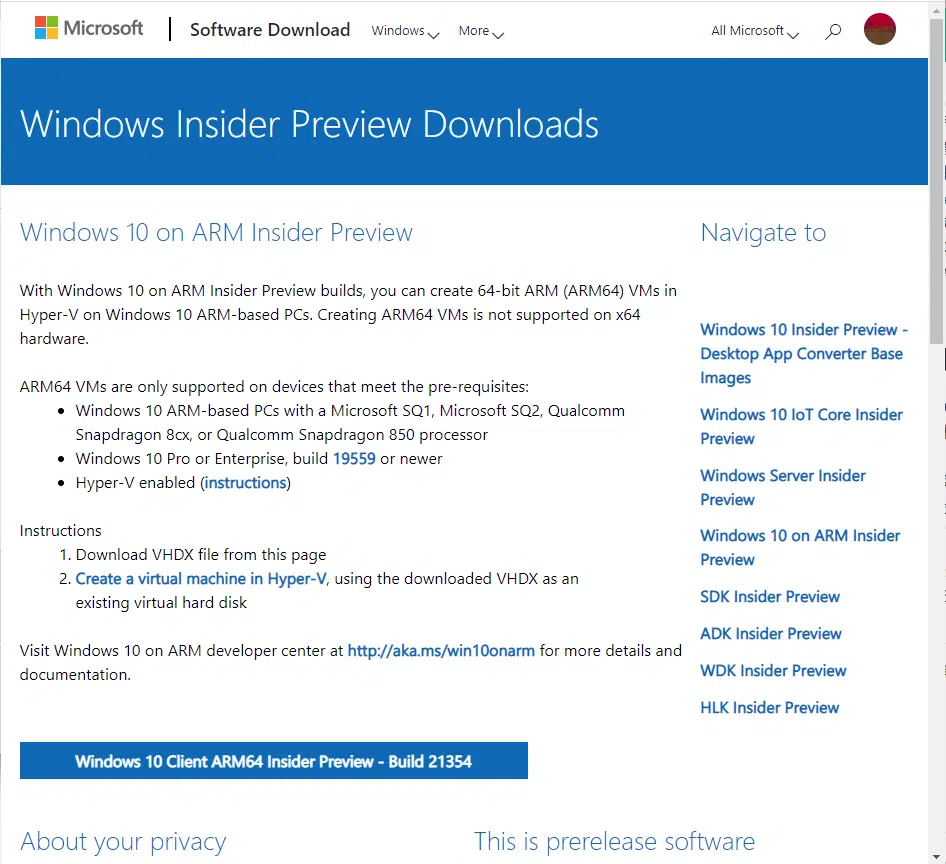 Microsoft
Software Download
Windows
More
All Microsoft
Windows Insider Preview Downloads
Windows 10 on ARM Insider Preview
With Windows 10 on ARM Insider Preview builds, you can create 64-bit ARM (ARM64) VMs in
Hyper-V on Windows 10 ARM-based PCs. Creating ARM64 VMs is not supported on x64
hardware.
ARM64 VMs are only supported on devices that meet the pre-requisites:
• Windows 10 ARM-based PCs with a Microsoft SQ1, Microsoft SQ2, Qualcomm
Snapdragon 8cx, or Qualcomm Snapdragon 850 processor
• Windows 10 Pro or Enterprise, build 19559 or newer
• Hyper-V enabled (instructions)
Instructions
1. Download VHDX file from this page
2. Create a virtual machine in Hyper-V, using the downloaded VHDX as an
existing virtual hard disk
Visit Windows 10 on ARM developer center at http://aka.ms/win10onarm for more details and
documentation.
Windows 10 Client ARM64 Insider Preview - Build 21354
Navigate to
Windows 10 Insider Preview -
Desktop App Converter Base
Images
Windows 10 IoT Core Insider
Preview
Windows Server Insider
Preview
Windows 10 on ARM Insider
Preview
SDK Insider Preview
ADK Insider Preview
WDK Insider Preview
HLK Insider Preview
About your privacy
This is prerelease software